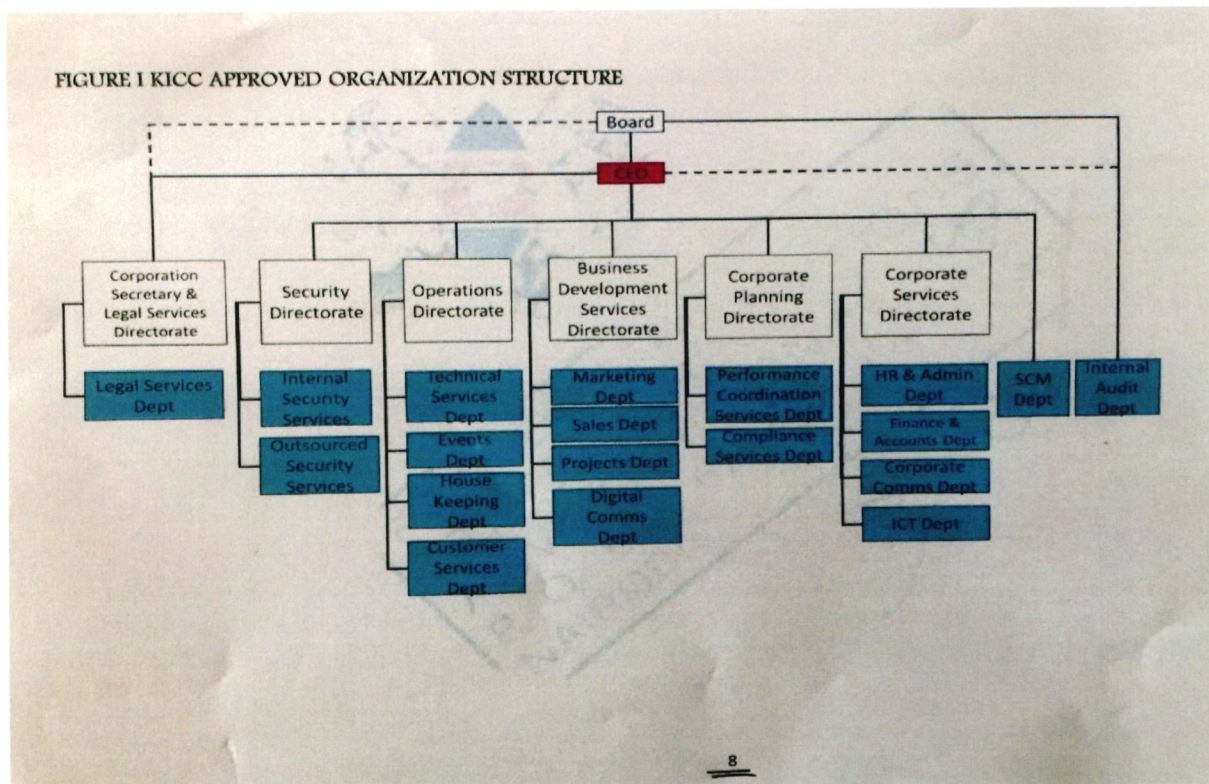 FIGURE I KICC APPROVED ORGANIZATION STRUCTURE
Board
CEO
Corporation
Secretary &
Legal Services
Directorate
Legal Services
Dept
Security
Directorate
Internal
Security
Services
Outsourced
Security
Services
Operations
Directorate
Technical
Services
Dept
Events
Dept
House
Keeping
Dept
Customer
Services
Dept
Business
Development
Services
Directorate
Marketing
Dept
Sales Dept
Projects Dept
Digital
Comms
Dept
Corporate
Planning
Directorate
Performance
Coordination
Services Dept
Compliance
Services Dept
Corporate
Services
Directorate
HR & Admin
Dept
Finance &
Accounts Dept
Corporate
Comms Dept
ICT Dept
SCM
Dept
Internal
Audit
Dept
8